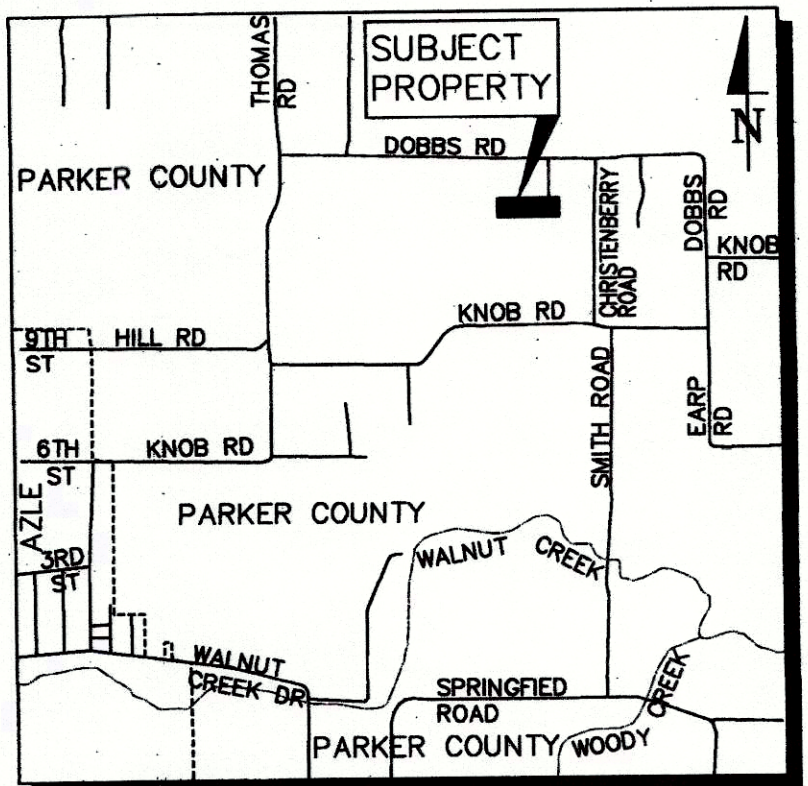 THOMAS
RD
SUBJECT
PROPERTY
N
DOBBS RD
PARKER COUNTY
CHRISTENBERRY
ROAD
DOBBS
RD
KNOB
RD
KNOB RD
9TH
ST
HILL RD
SMITH ROAD
EARP
RD
6TH
ST
KNOB RD
AZLE
PARKER COUNTY
3RD
ST
WALNUT CREEK
WALNUT
CREEK DR
SPRINGFIED
ROAD
WOODY CREEK
PARKER COUNTY